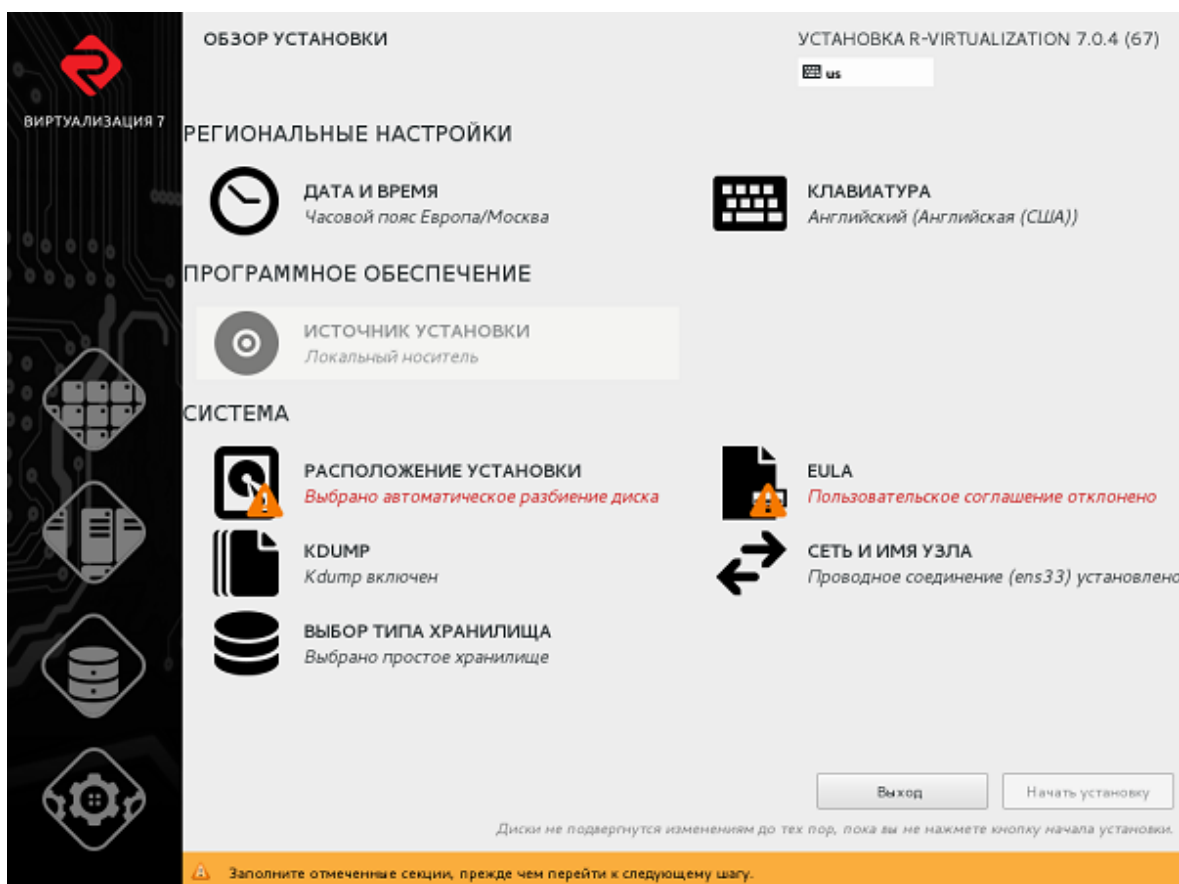 ОБЗОР УСТАНОВКИ
УСТАНОВКА R-VIRTUALIZATION 7.0.4 (67)
us
ВИРТУАЛИЗАЦИЯ 7
РЕГИОНАЛЬНЫЕ НАСТРОЙКИ
ДАТА И ВРЕМЯ
Часовой пояс Европа/Москва
КЛАВИАТУРА
Английский (Английская (США))
ПРОГРАММНОЕ ОБЕСПЕЧЕНИЕ
ИСТОЧНИК УСТАНОВКИ
Локальный носитель
СИСТЕМА
РАСПОЛОЖЕНИЕ УСТАНОВКИ
Выбрано автоматическое разбиение диска
EULA
Пользовательское соглашение отклонено
KDUMP
Kdump включен
СЕТЬ И ИМЯ УЗЛА
Проводное соединение (ens33) установлено
ВЫБОР ТИПА ХРАНИЛИЩА
Выбрано простое хранилище
Выход
Начать установку
Диски не подвергнутся изменениям до тех пор, пока вы не нажмете кнопку начала установки.
Заполните отмеченные секции, прежде чем перейти к следующему шагу.